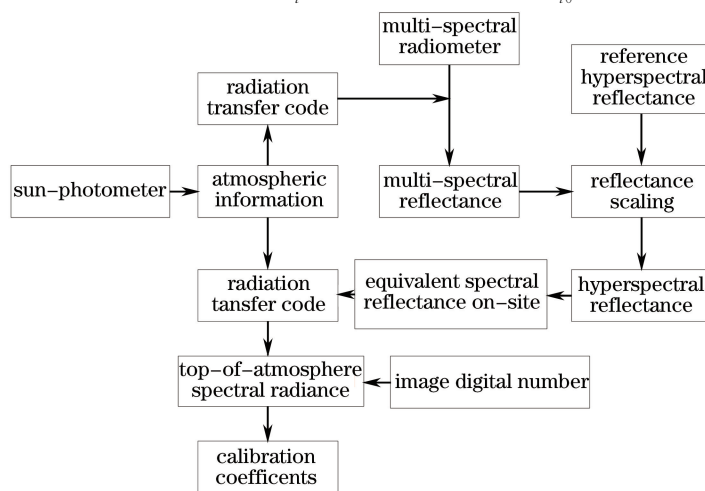 multi-spectral
radiometer
reference
hyperspectral
reflectance
radiation
transfer code
sun-photometer
atmospheric
information
multi-spectral
reflectance
reflectance
scaling
radiation
tansfer code
equivalent spectral
reflectance on-site
hyperspectral
reflectance
top-of-atmosphere
spectral radiance
image digital number
calibration
coefficents